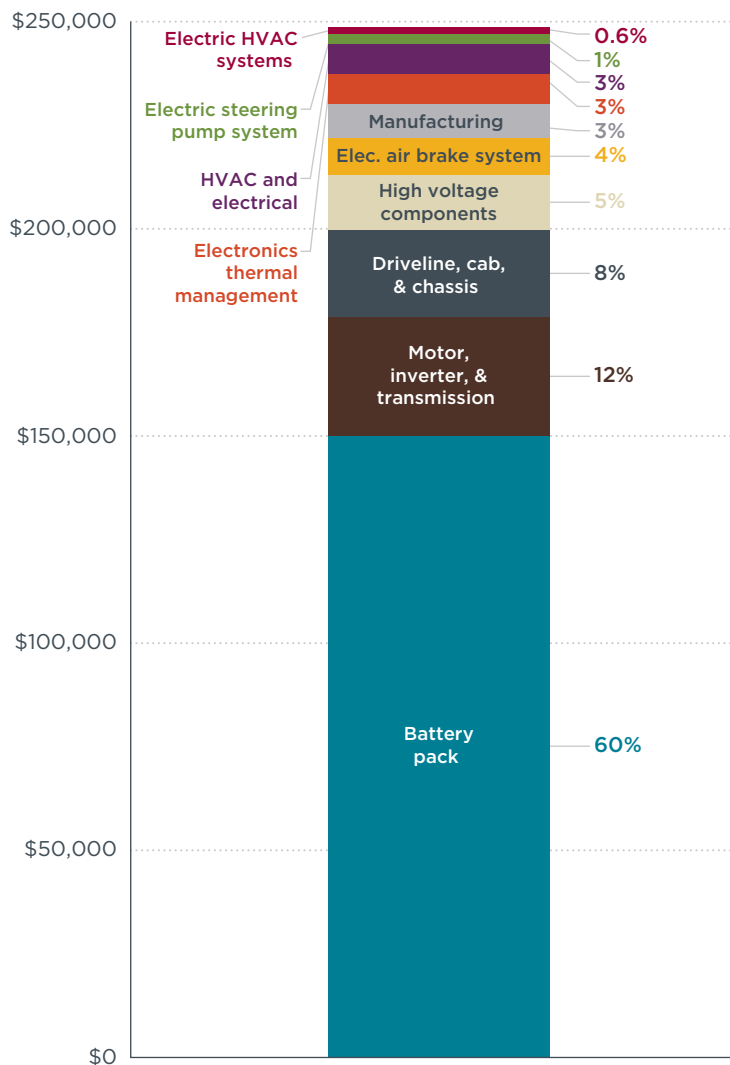 $250,000
Electric HVAC
systems
0.6%
1%
Electric steering
pump system
3%
3%
Manufacturing
3%
Elec. air brake system
4%
HVAC and
electrical
High voltage
components
5%
$200,000
Electronics
thermal
management
Driveline, cab,
& chassis
8%
Motor,
inverter, &
transmission
12%
$150,000
$100,000
Battery
pack
60%
$50,000
$0